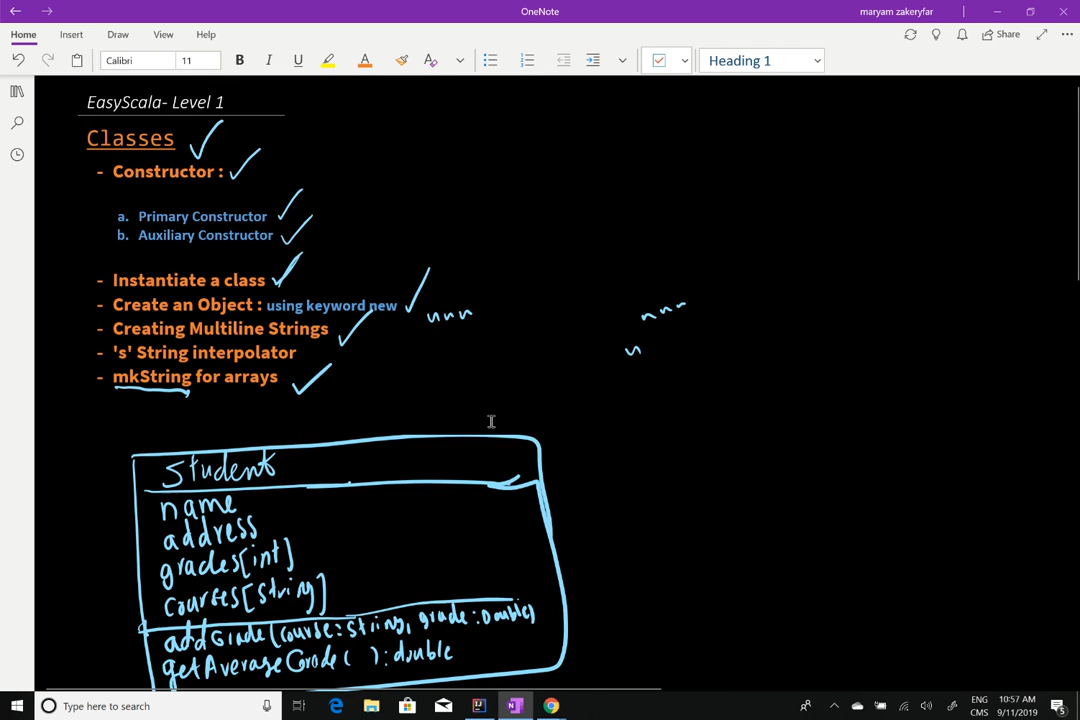 OneNote
maryam zakeryfar
Home Insert Draw View Help
Share
Calibri 11 B I U A A Heading 1
EasyScala- Level 1
Classes
- Constructor :
a. Primary Constructor
b. Auxiliary Constructor
- Instantiate a class
- Create an Object : using keyword new
- Creating Multiline Strings
- 's' String interpolator
- mkString for arrays
Student
name
address
grades[int]
courses[string]
addGrade(course:string, grade:Double)
getAverageGrade( ):double
Type here to search
ENG 10:57 AM
CMS 9/11/2019 5